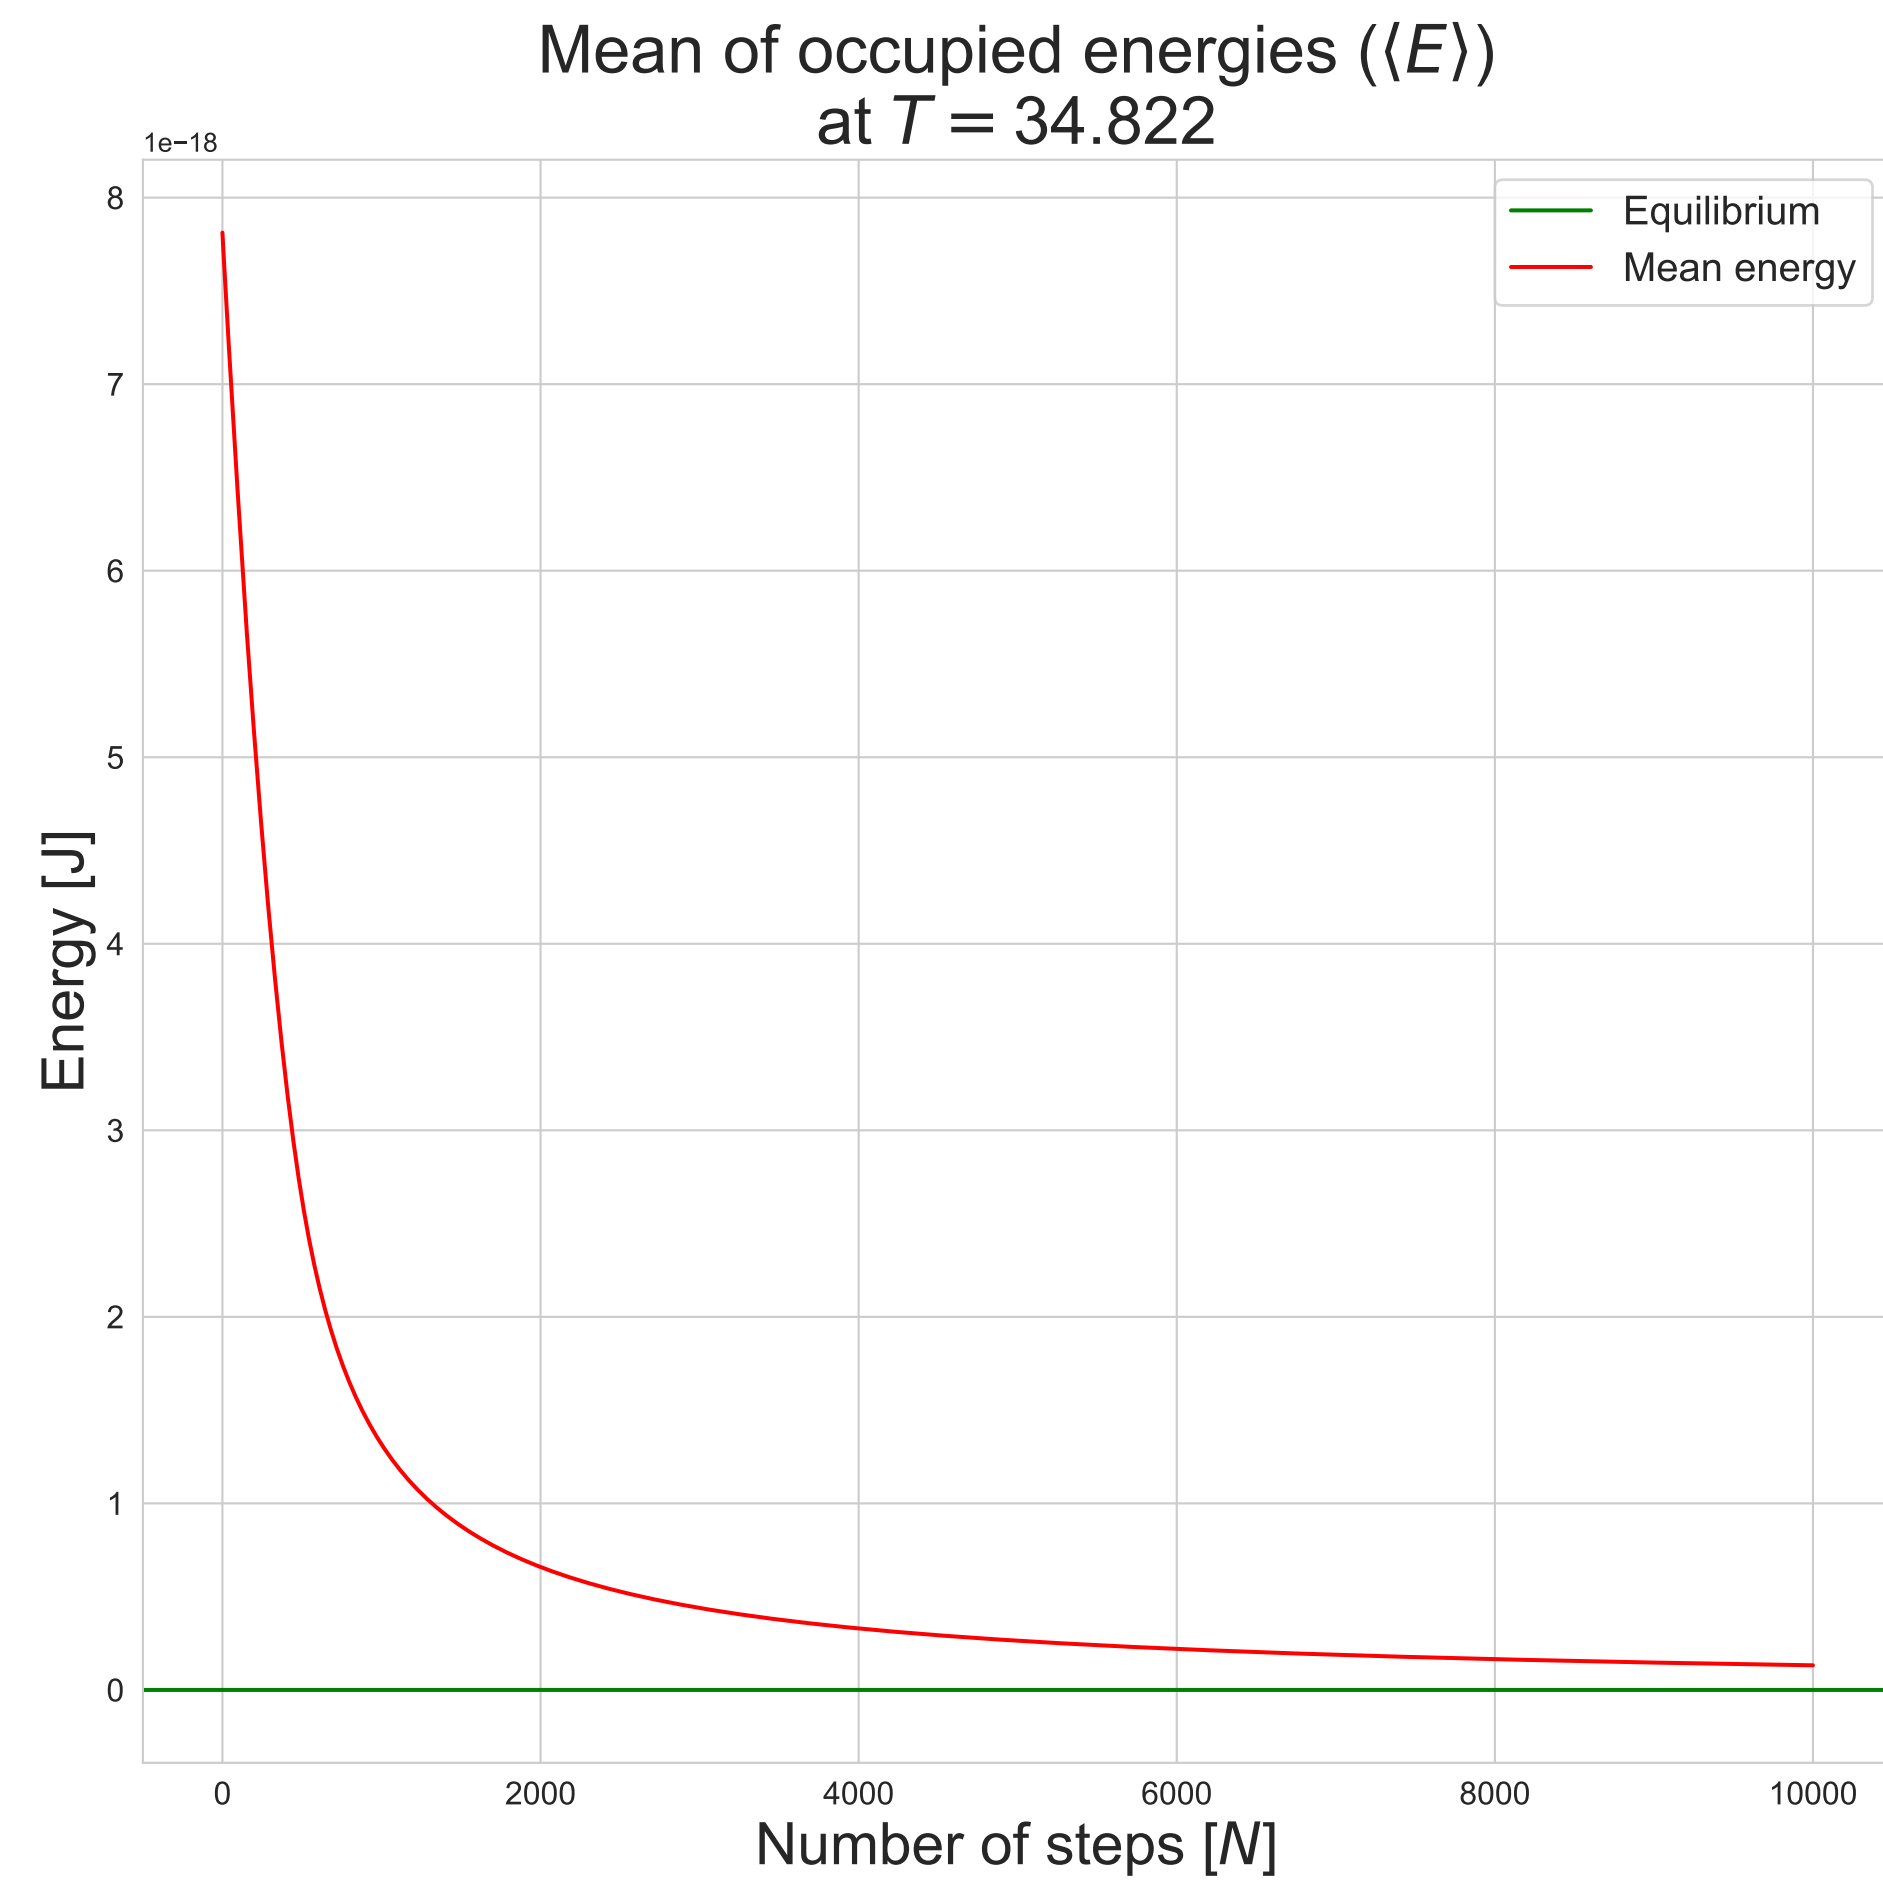 Mean of occupied energies (⟨E⟩)
at T = 34.822
1e−18
Equilibrium
Mean energy
8
7
6
5
4
3
2
1
0
Energy [J]
0 2000 4000 6000 8000 10000
Number of steps [N]